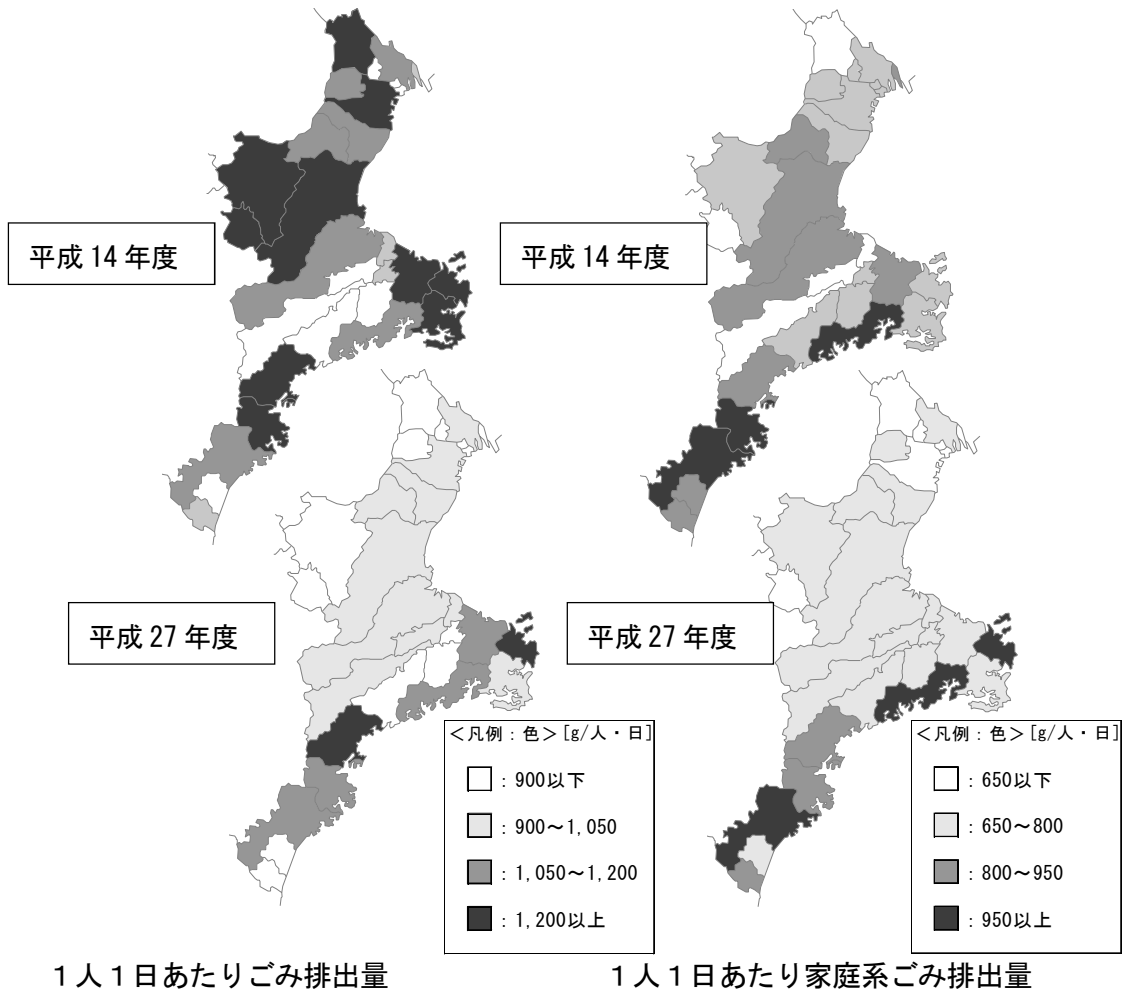 平成 14 年度
平成 14 年度
平成 27 年度
平成 27 年度
<凡例：色> [g/人・日]
：900以下
：900～1,050
：1,050～1,200
：1,200以上
<凡例：色> [g/人・日]
：650以下
：650～800
：800～950
：950以上
１人１日あたりごみ排出量
１人１日あたり家庭系ごみ排出量